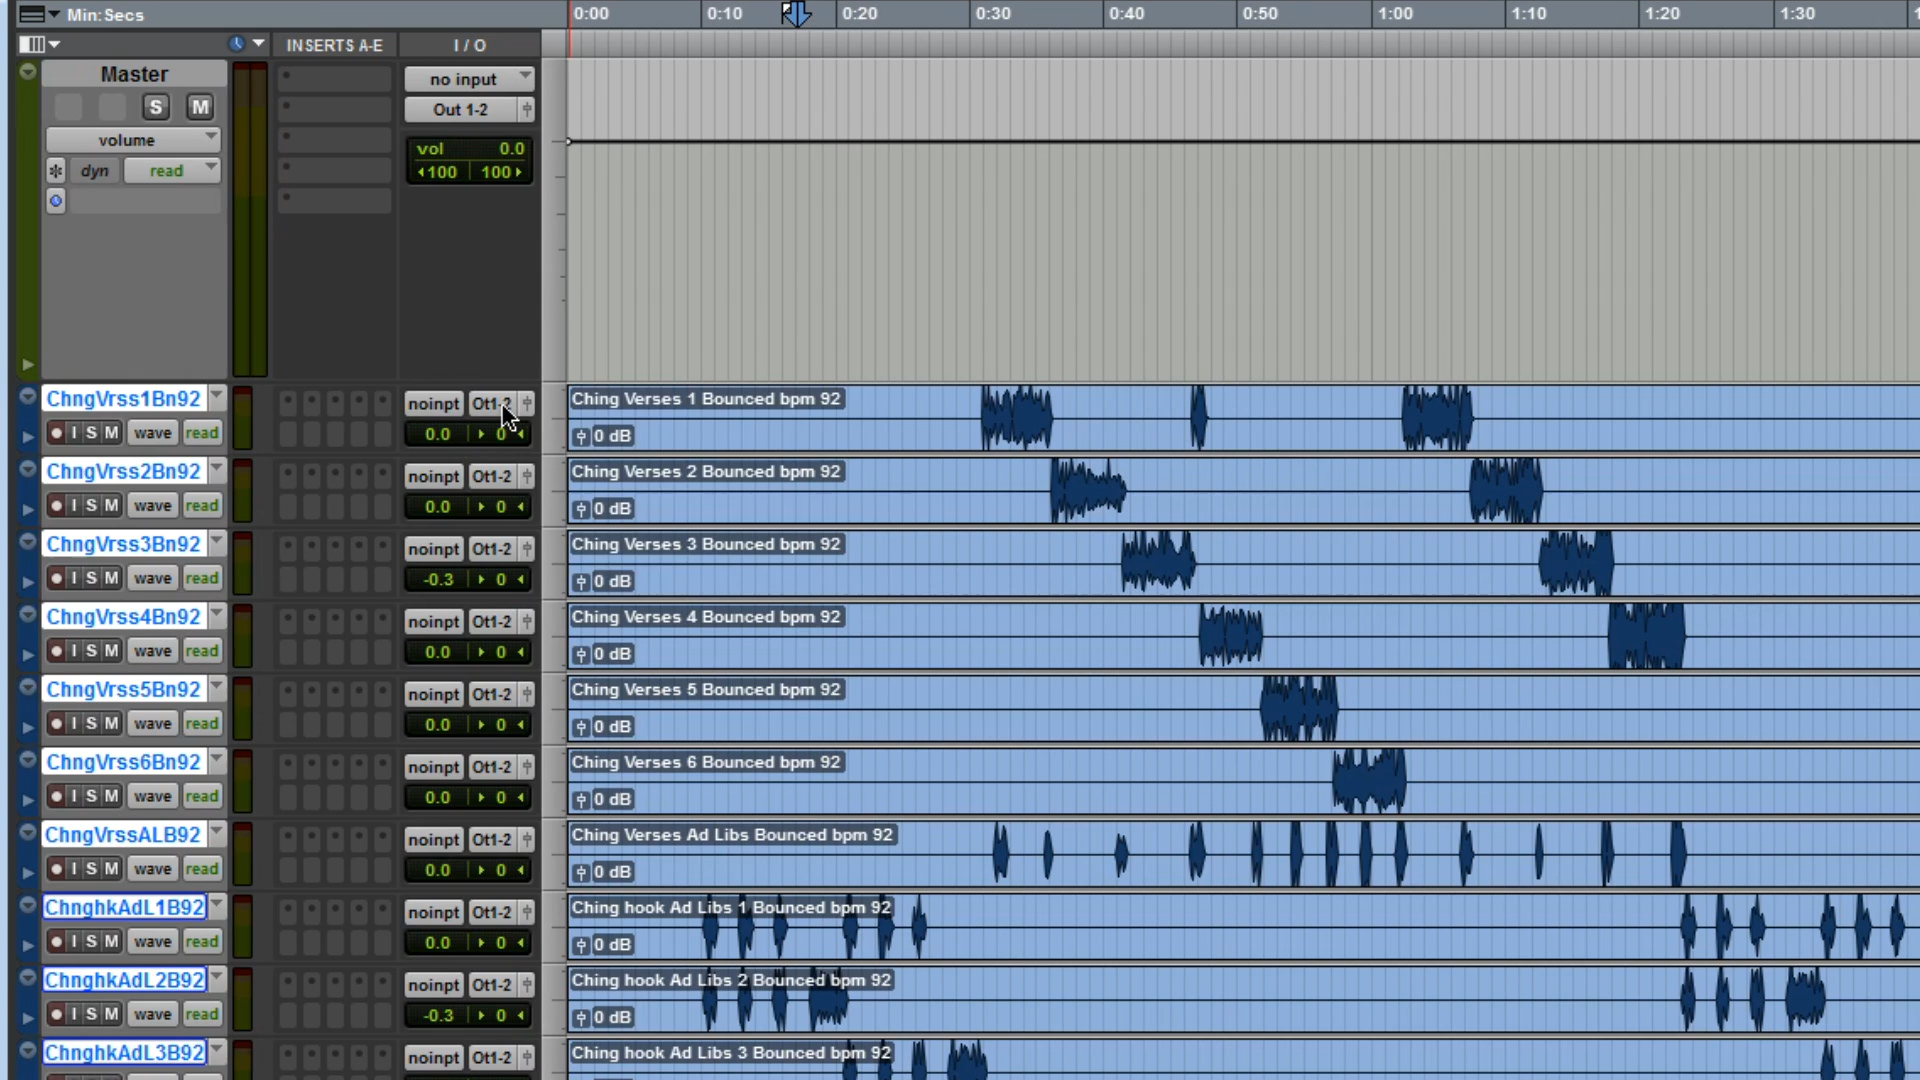 Min:Secs
0:00 0:10 0:20 0:30 0:40 0:50 1:00 1:10 1:20 1:30
INSERTS A-E I / O
Master
S M
volume
dyn read
no input
Out 1-2
vol 0.0
100 100
ChngVrss1Bn92 noinpt Ot1-2 Ching Verses 1 Bounced bpm 92
I S M wave read 0.0 0 0 dB
ChngVrss2Bn92 noinpt Ot1-2 Ching Verses 2 Bounced bpm 92
I S M wave read 0.0 0 0 dB
ChngVrss3Bn92 noinpt Ot1-2 Ching Verses 3 Bounced bpm 92
I S M wave read -0.3 0 0 dB
ChngVrss4Bn92 noinpt Ot1-2 Ching Verses 4 Bounced bpm 92
I S M wave read 0.0 0 0 dB
ChngVrss5Bn92 noinpt Ot1-2 Ching Verses 5 Bounced bpm 92
I S M wave read 0.0 0 0 dB
ChngVrss6Bn92 noinpt Ot1-2 Ching Verses 6 Bounced bpm 92
I S M wave read 0.0 0 0 dB
ChngVrssALB92 noinpt Ot1-2 Ching Verses Ad Libs Bounced bpm 92
I S M wave read 0.0 0 0 dB
ChnghkAdL1B92 noinpt Ot1-2 Ching hook Ad Libs 1 Bounced bpm 92
I S M wave read 0.0 0 0 dB
ChnghkAdL2B92 noinpt Ot1-2 Ching hook Ad Libs 2 Bounced bpm 92
I S M wave read -0.3 0 0 dB
ChnghkAdL3B92 noinpt Ot1-2 Ching hook Ad Libs 3 Bounced bpm 92